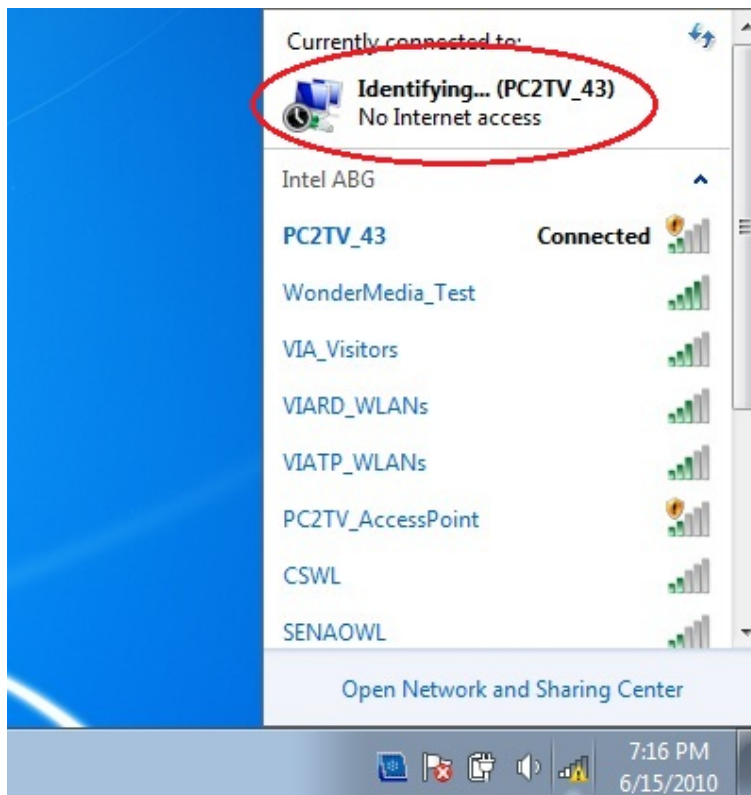 Currently connected to:
Identifying... (PC2TV_43)
No Internet access
Intel ABG
PC2TV_43 Connected
WonderMedia_Test
VIA_Visitors
VIARD_WLANs
VIATP_WLANs
PC2TV_AccessPoint
CSWL
SENAOWL
Open Network and Sharing Center
7:16 PM
6/15/2010